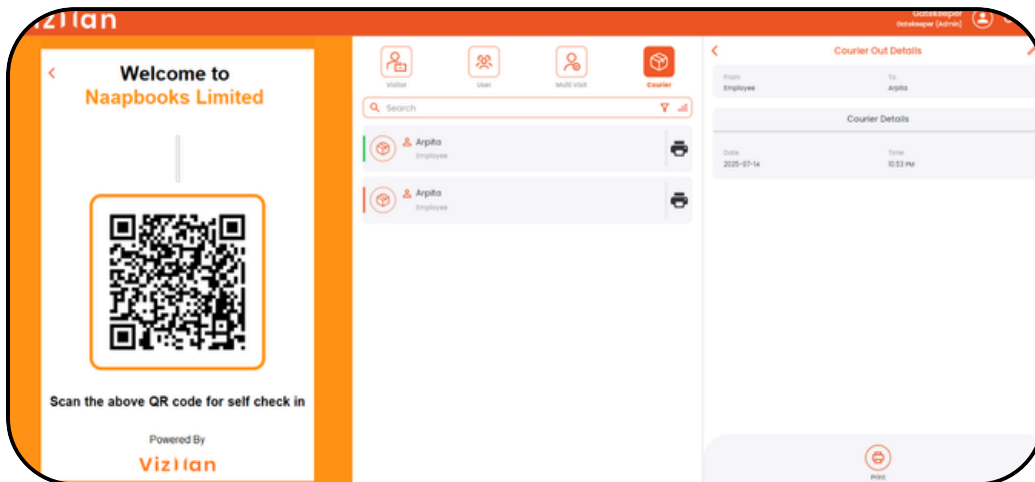 Gatekeeper
Gatekeeper (Admin)
Welcome to
Naapbooks Limited
Scan the above QR code for self check in
Powered By
Viz)lan
Visitor
User
Multi Visit
Courier
Search
Arpita
Employee
Arpita
Employee
Courier Out Details
From
To
Employee
Arpita
Courier Details
Date
Time
2025-07-14
10:53 PM
Print